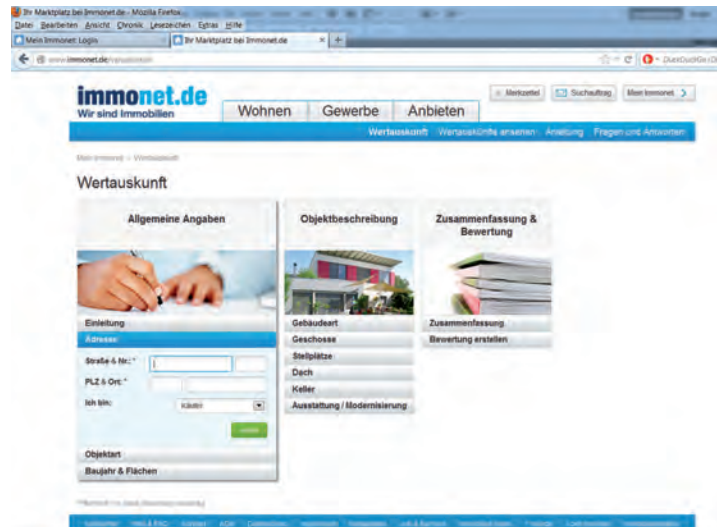 Ihr Marktplatz bei Immonet.de - Mozilla Firefox
Datei Bearbeiten Ansicht Chronik Lesezeichen Extras Hilfe
Mein Immonet: Login
Ihr Marktplatz bei Immonet.de
immonet.de
Wir sind Immobilien
Wohnen Gewerbe Anbieten
Merkzettel Suchauftrag Mein Immonet
Wertauskunft Wertauskünfte ansehen Anleitung Fragen und Antworten
Mein Immonet > Wertauskunft
Wertauskunft
Allgemeine Angaben
Einleitung
Adresse
Straße & Nr.: *
PLZ & Ort: *
Ich bin: Käufer
Objektart
Baujahr & Flächen
Objektbeschreibung
Gebäudeart
Geschosse
Stellplätze
Dach
Keller
Ausstattung / Modernisierung
Zusammenfassung &
Bewertung
Zusammenfassung
Bewertung erstellen